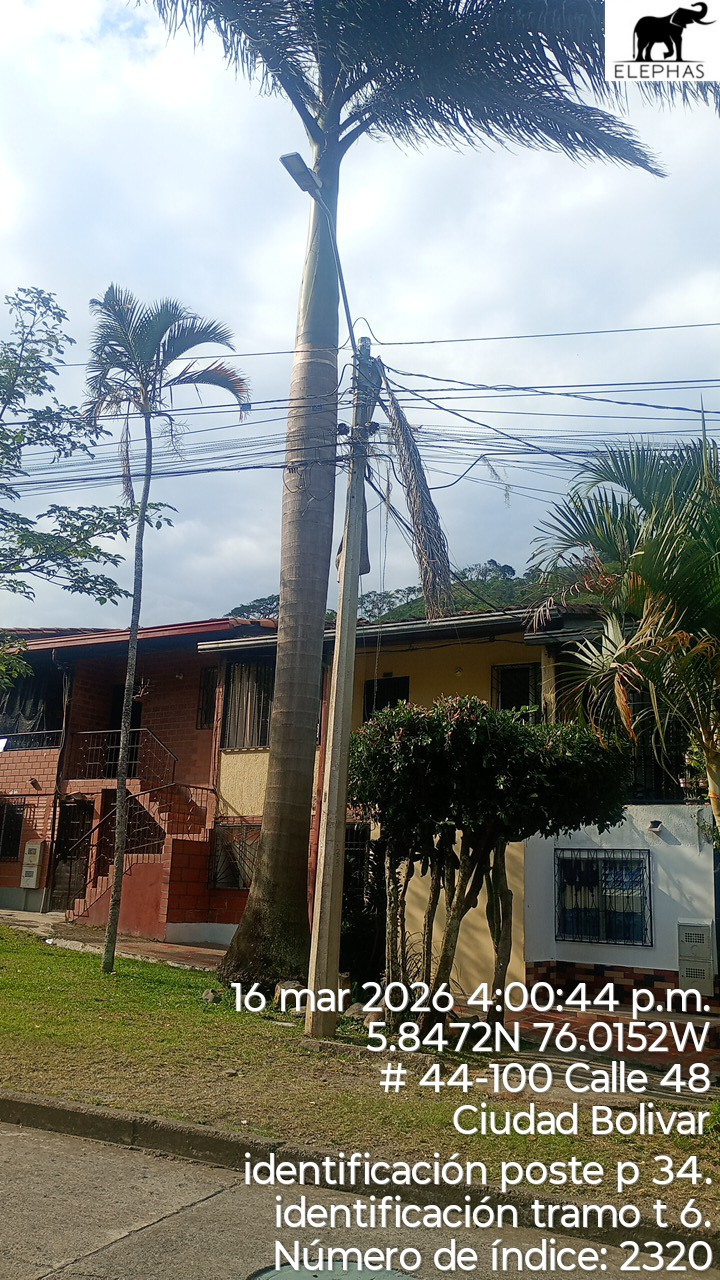 ELEPHAS
16 mar 2026 4:00:44 p.m.
5.8472N 76.0152W
# 44-100 Calle 48
Ciudad Bolivar
identificación poste p 34.
identificación tramo t 6.
Número de índice: 2320